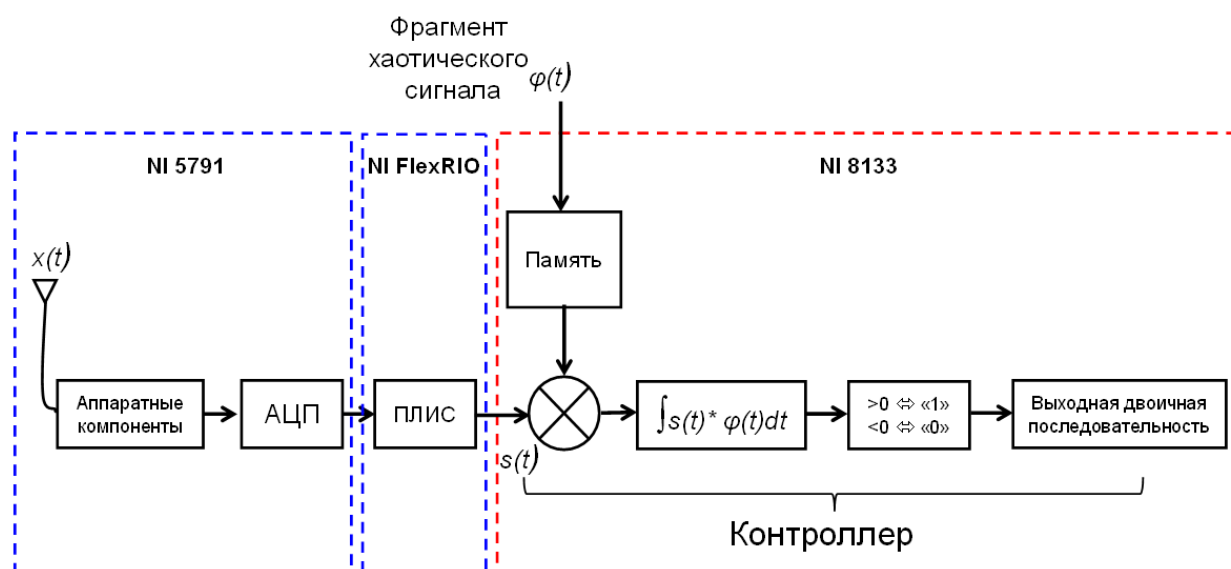 Фрагмент
хаотического
сигнала
φ(t)
NI 5791
NI FlexRIO
NI 8133
x(t)
Память
Аппаратные
компоненты
АЦП
ПЛИС
s(t)
∫s(t)* φ(t)dt
>0 ⇔ «1»
<0 ⇔ «0»
Выходная двоичная
последовательность
Контроллер